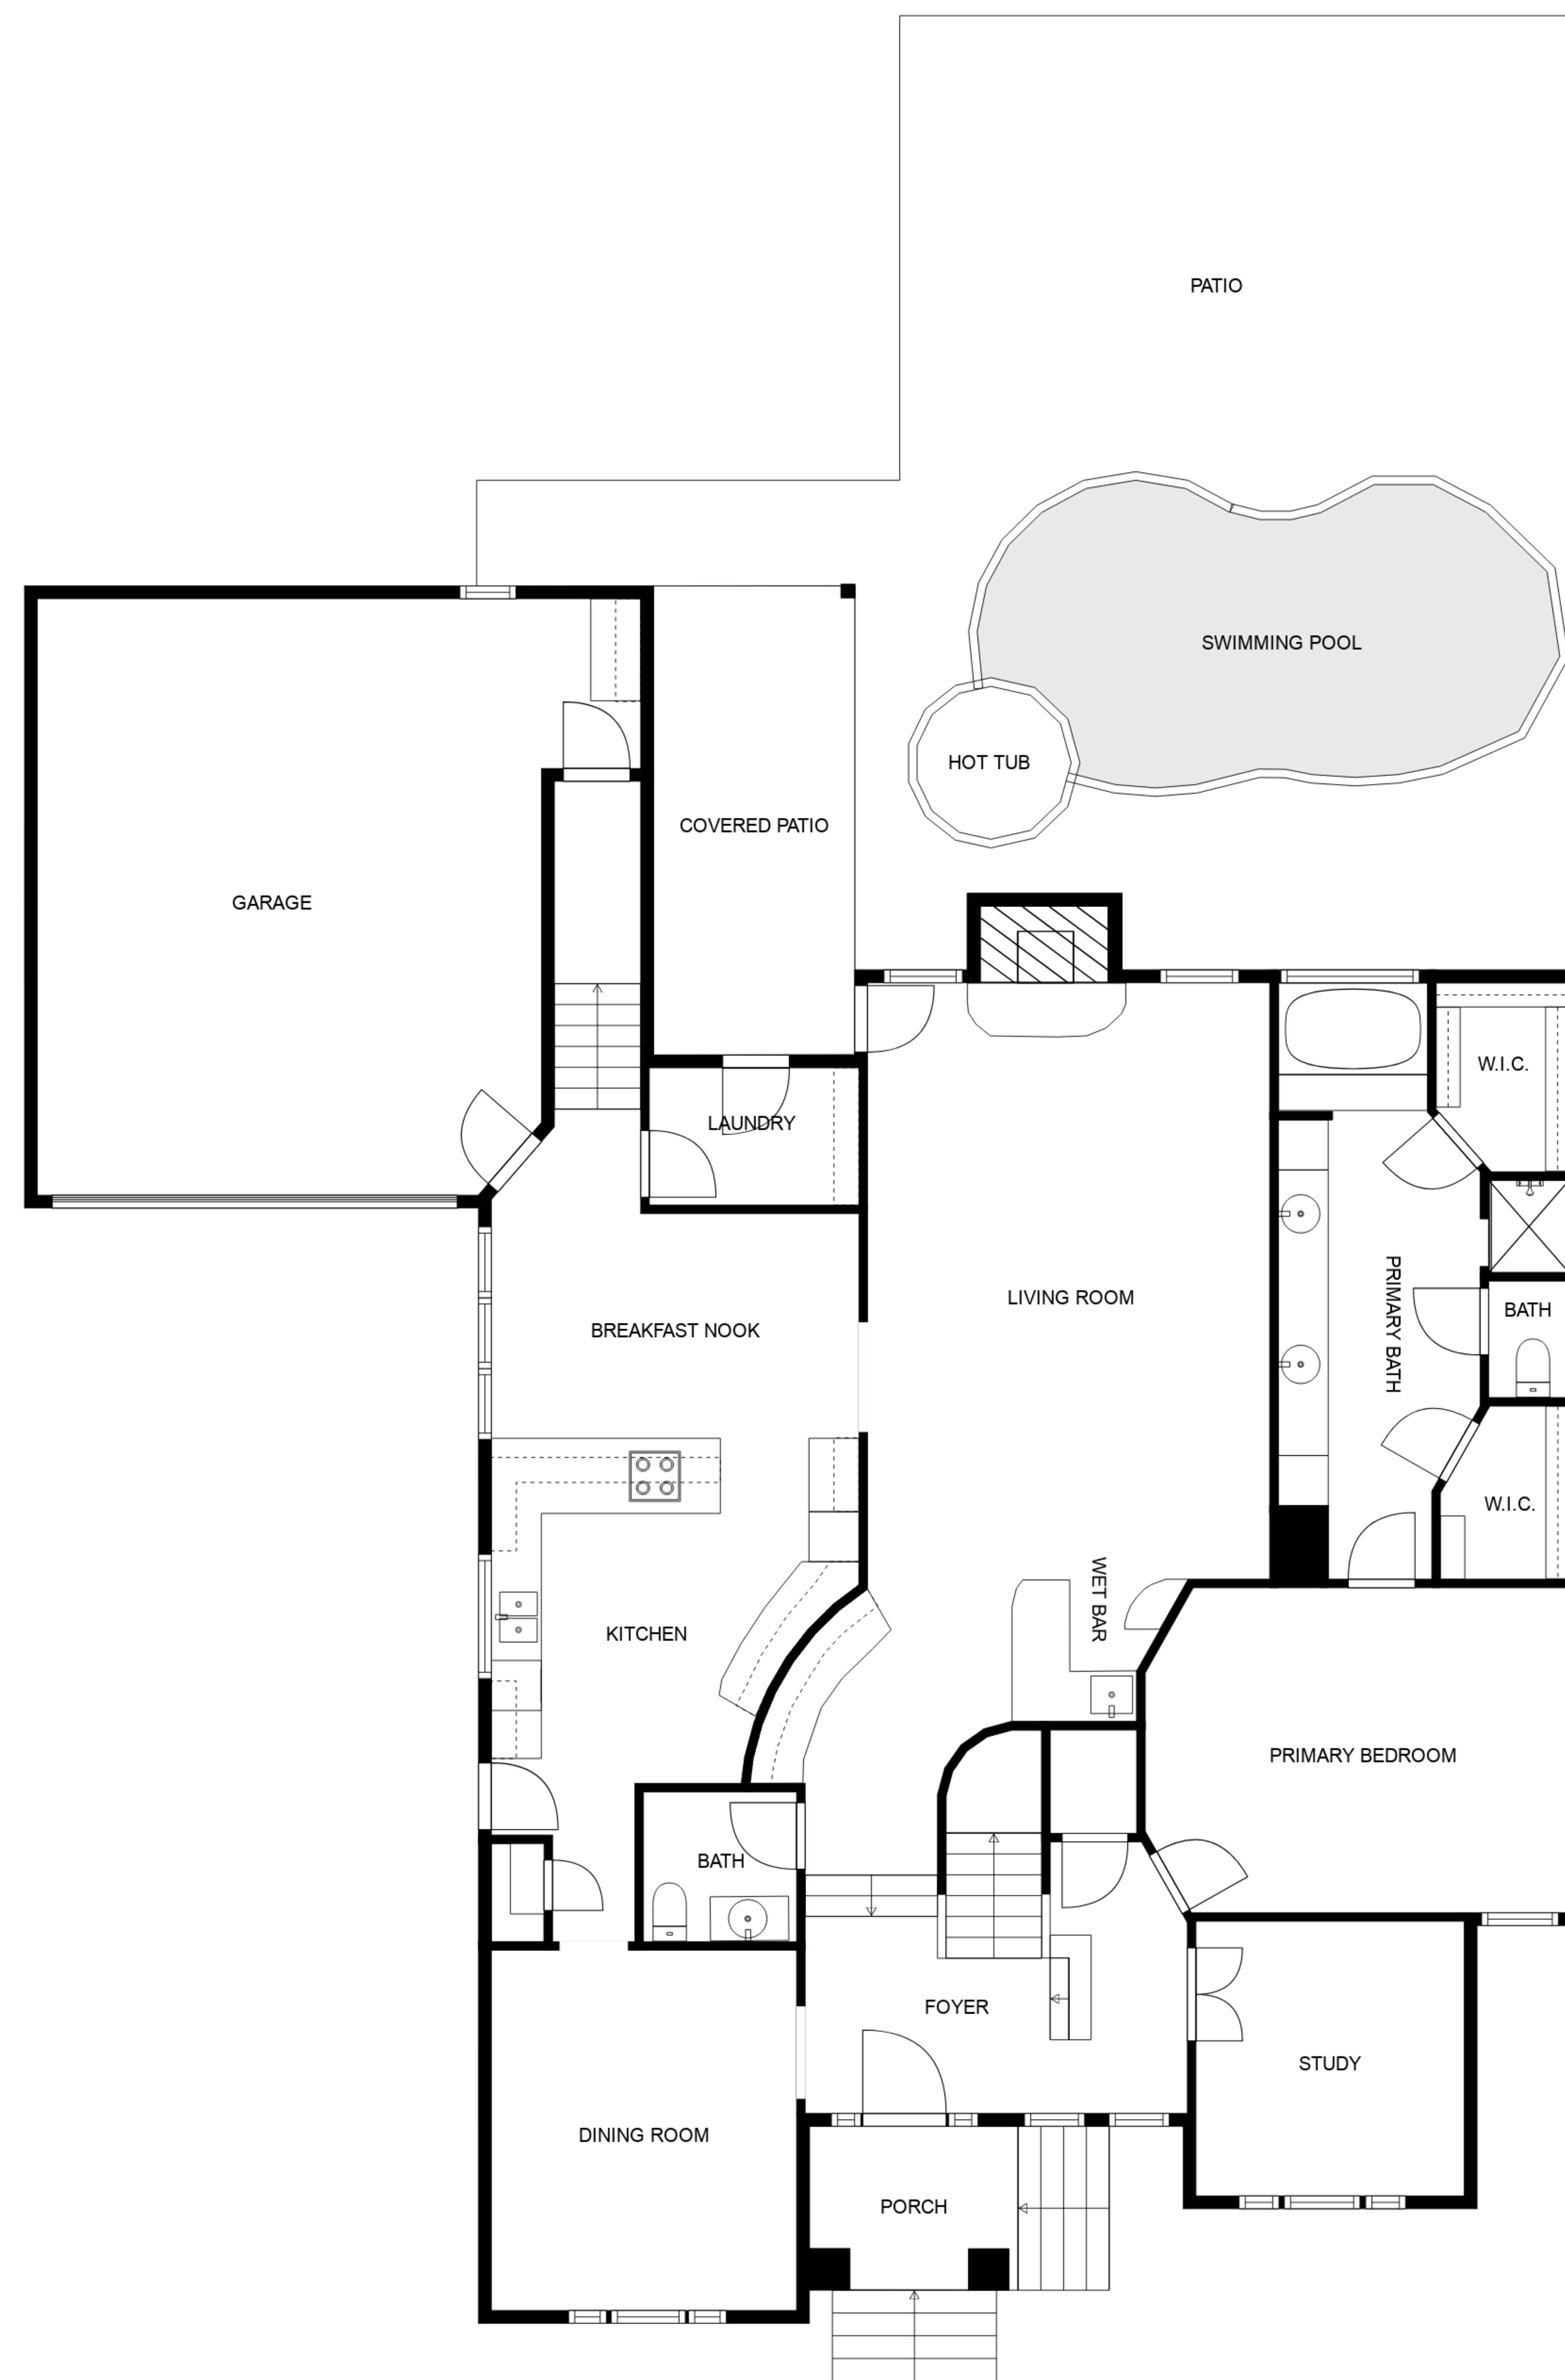 PATIO
SWIMMING POOL
HOT TUB
COVERED PATIO
GARAGE
W.I.C.
LAUNDRY
LIVING ROOM
PRIMARY BATH
BATH
BREAKFAST NOOK
W.I.C.
WET BAR
KITCHEN
PRIMARY BEDROOM
BATH
FOYER
STUDY
DINING ROOM
PORCH